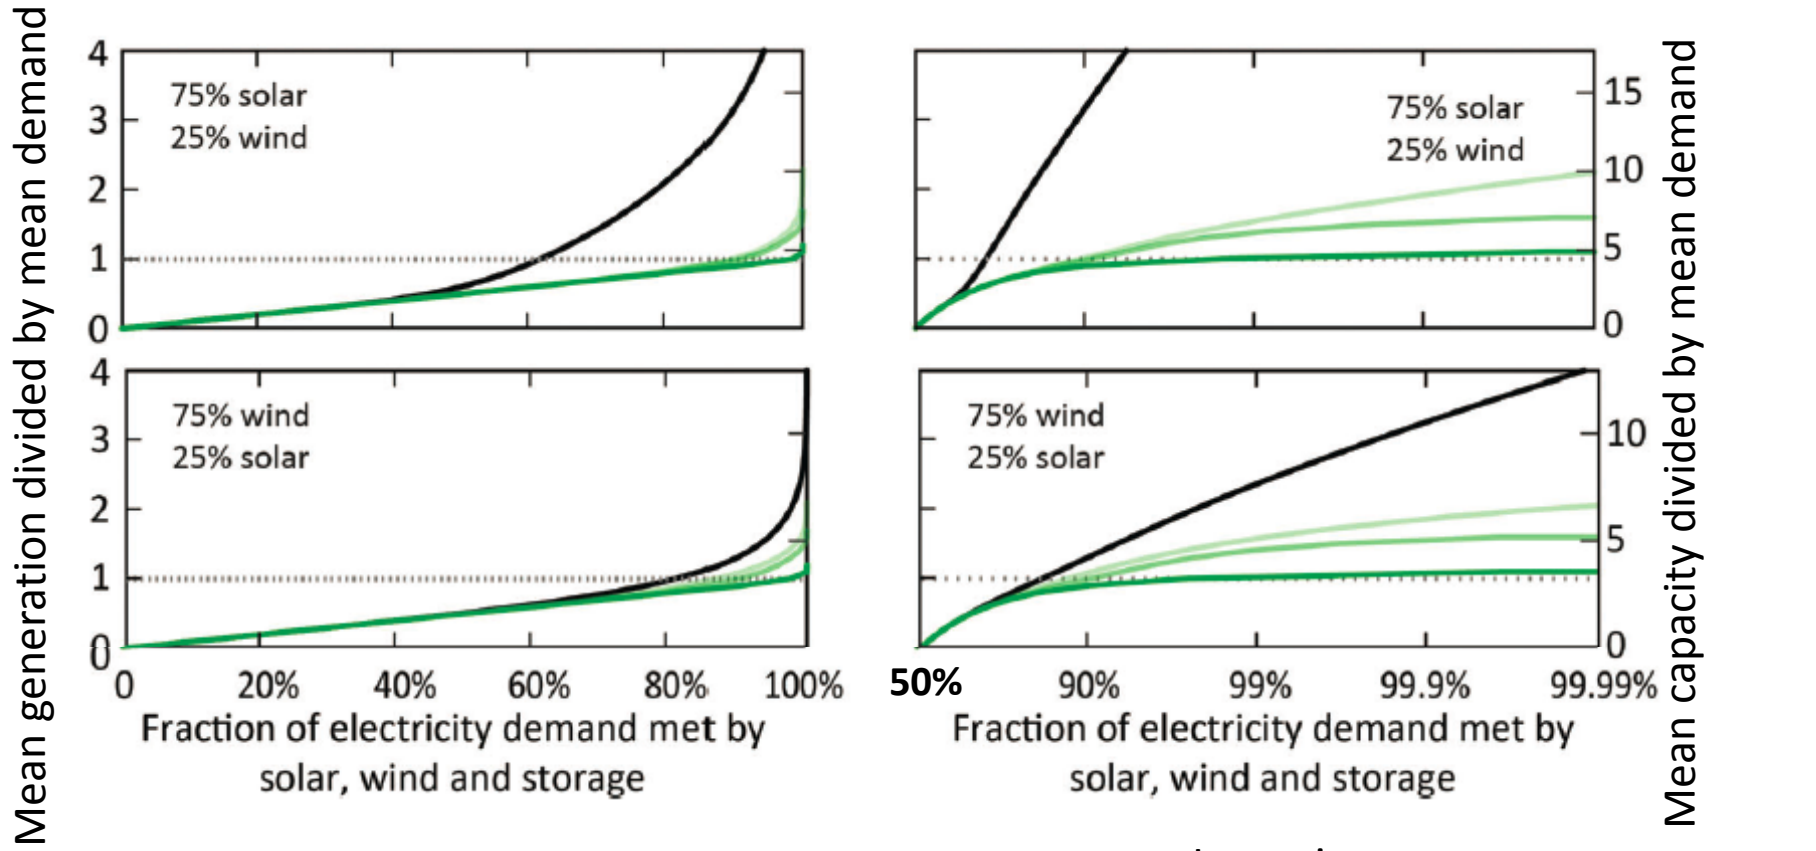 Mean generation divided by mean demand
4
3
2
1
0
75% solar
25% wind
75% solar
25% wind
15
10
5
0
Mean capacity divided by mean demand
4
3
2
1
0
75% wind
25% solar
75% wind
25% solar
10
5
0
0 20% 40% 60% 80% 100%
50% 90% 99% 99.9% 99.99%
Fraction of electricity demand met by
solar, wind and storage
Fraction of electricity demand met by
solar, wind and storage